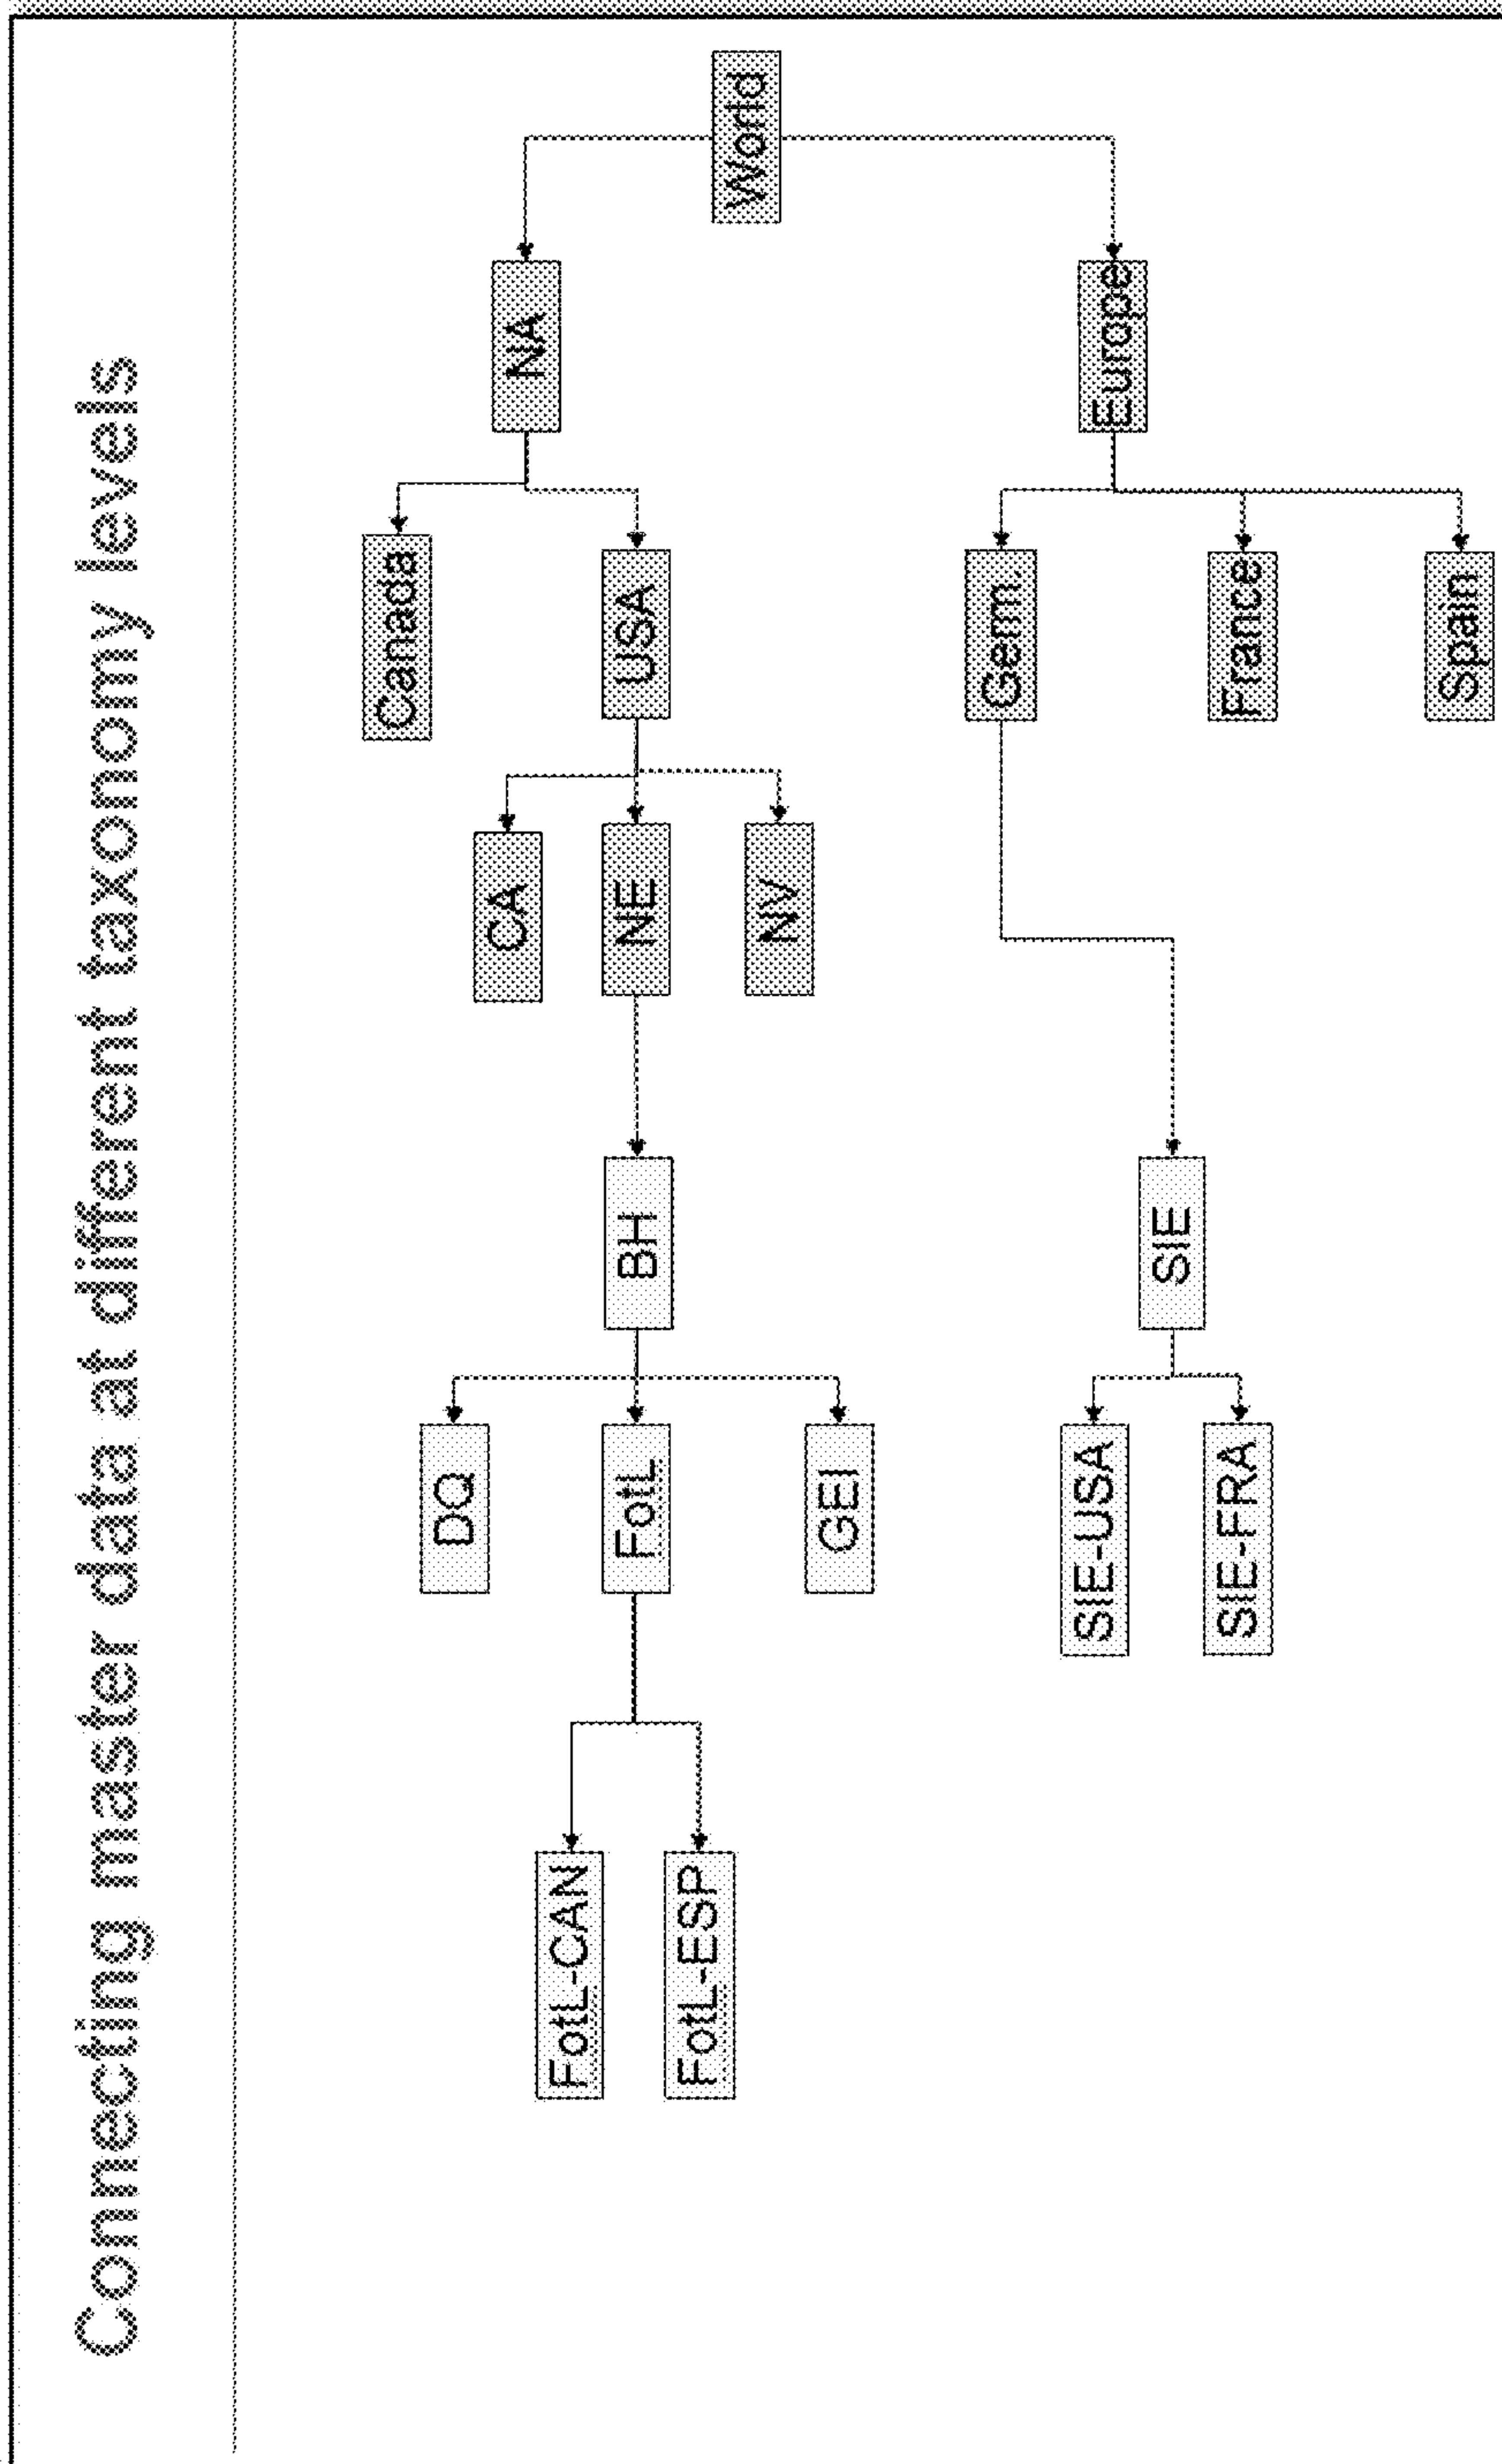 Connecting master data at different taxonomy levels
World
NA
Europe
Canada
USA
Germ.
France
Spain
CA
NE
NV
BH
SIE
DQ
FotL
GEI
SIE-USA
SIE-FRA
FotL-CAN
FotL-ESP